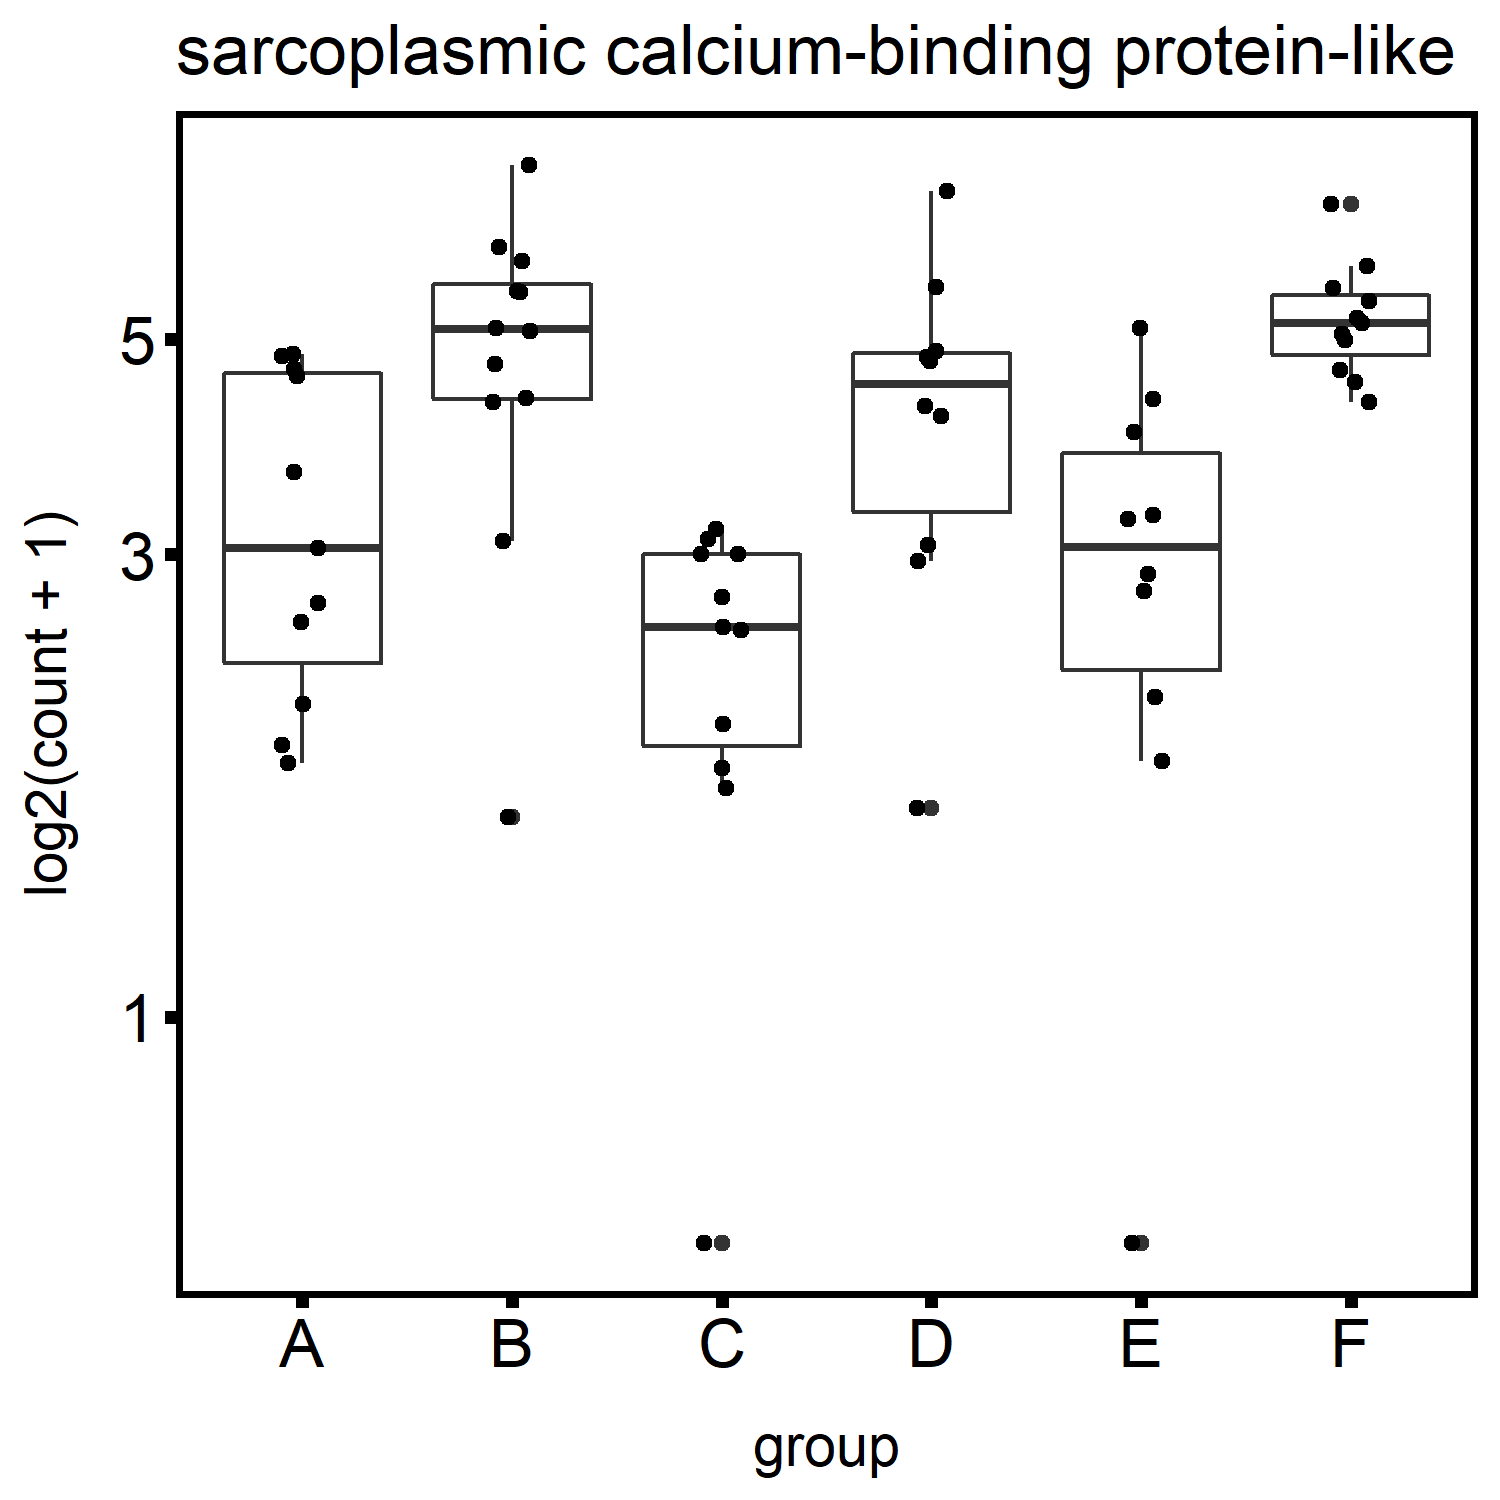 sarcoplasmic calcium-binding protein-like
log2(count + 1)
5
3
1
A B C D E F
group